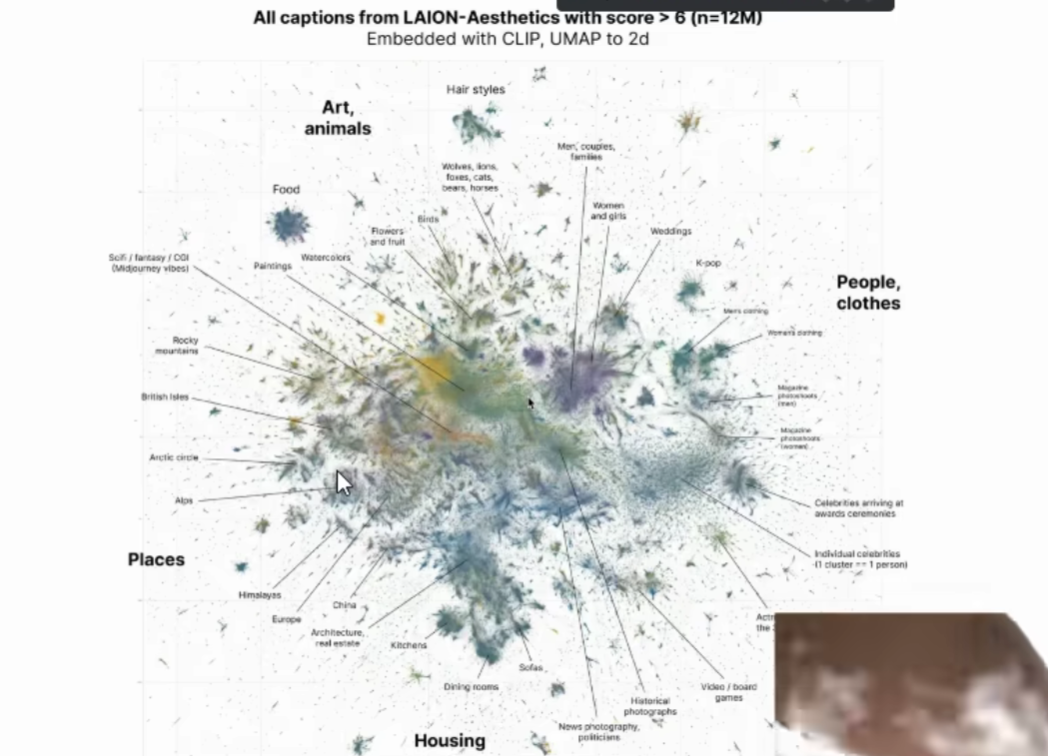 All captions from LAION-Aesthetics with score > 6 (n=12M)
Embedded with CLIP, UMAP to 2d
Hair styles
Art,
animals
Men, couples,
families
Wolves, lions,
foxes, cats,
bears, horses
Food
Women
and girls
Birds
Flowers
and fruit
Weddings
Scifi / fantasy / CGI
(Midjourney vibes)
Watercolors
Paintings
K-pop
People,
clothes
Men's clothing
Women's clothing
Rocky
mountains
British Isles
Magazine
photoshoots
(men)
Magazine
photoshoots
(women)
Arctic circle
Alps
Celebrities arriving at
awards ceremonies
Places
Individual celebrities
(1 cluster == 1 person)
Himalayas
China
Europe
Architecture,
real estate
Kitchens
the
Sofas
Dining rooms
Video / board
games
Historical
photographs
News photography,
politicians
Housing